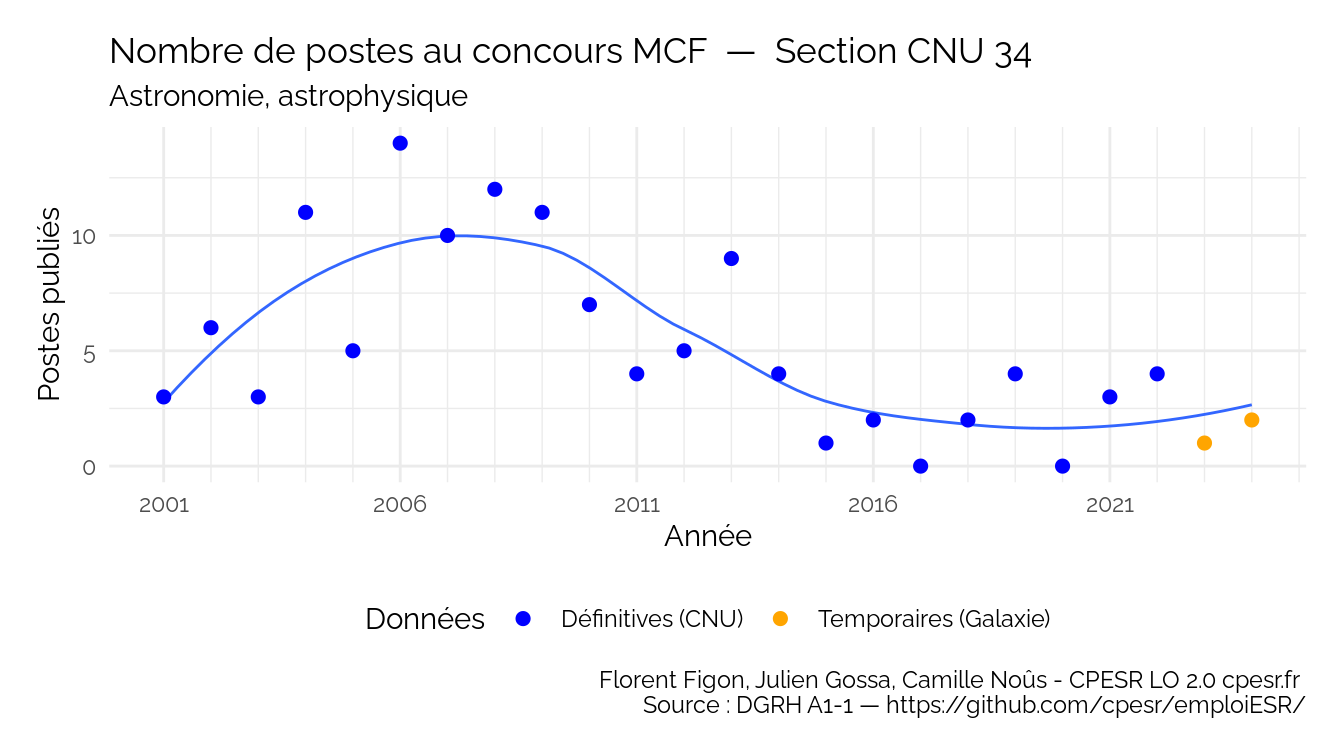 Nombre de postes au concours MCF — Section CNU 34
Astronomie, astrophysique
Postes publiés
10
5
0
2001 2006 2011 2016 2021
Année
Données Définitives (CNU) Temporaires (Galaxie)
Florent Figon, Julien Gossa, Camille Noûs - CPESR LO 2.0 cpesr.fr
Source : DGRH A1-1 — https://github.com/cpesr/emploiESR/